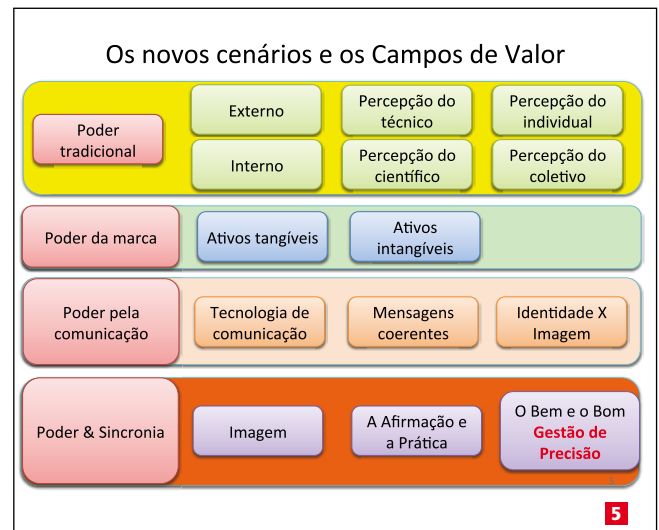 Os novos cenários e os Campos de Valor
Poder
tradicional
Externo
Percepção do
técnico
Percepção do
individual
Interno
Percepção do
científico
Percepção do
coletivo
Poder da marca
Ativos tangíveis
Ativos
intangíveis
Poder pela
comunicação
Tecnologia de
comunicação
Mensagens
coerentes
Identidade X
Imagem
Poder & Sincronia
Imagem
A Afirmação e
a Prática
O Bem e o Bom
Gestão de
Precisão
5